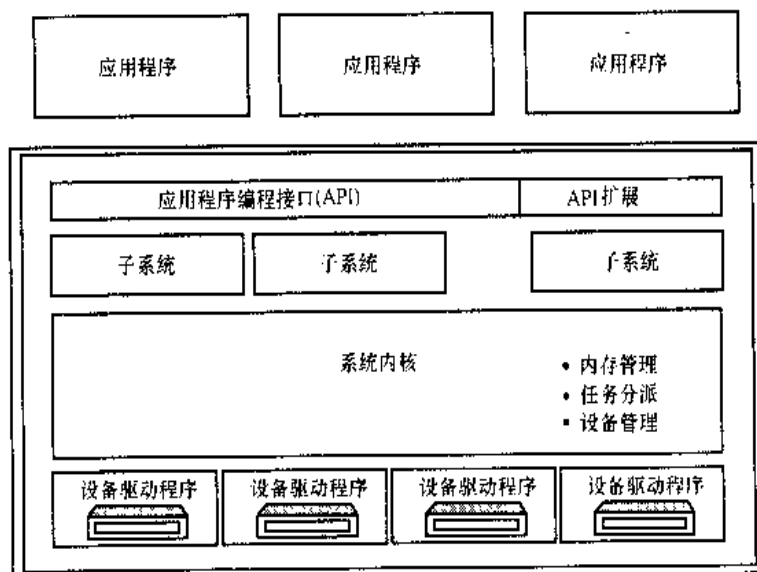 应用程序
应用程序
应用程序
应用程序编程接口(API)
API 扩展
子系统
子系统
子系统
系统内核
• 内存管理
• 任务分派
▪ 设备管理
设备驱动程序
设备驱动程序
设备驱动程序
设备驱动程序